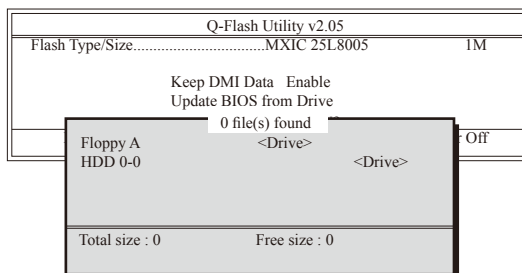 Q-Flash Utility v2.05
Flash Type/Size..............................MXIC 25L8005 1M
Keep DMI Data Enable
Update BIOS from Drive
0 file(s) found
Off
Floppy A <Drive>
HDD 0-0 <Drive>
Total size : 0 Free size : 0